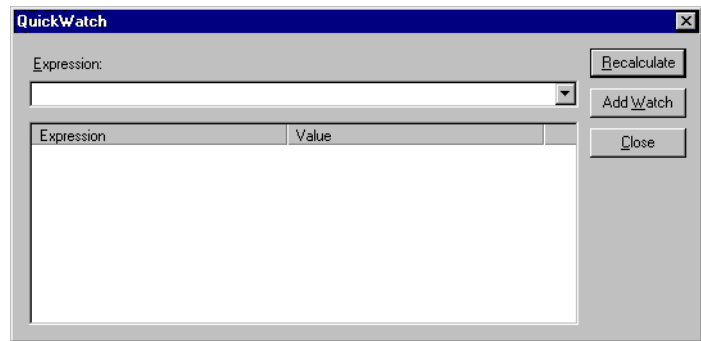 QuickWatch
Expression:
Recalculate
Add Watch
Expression Value
Close